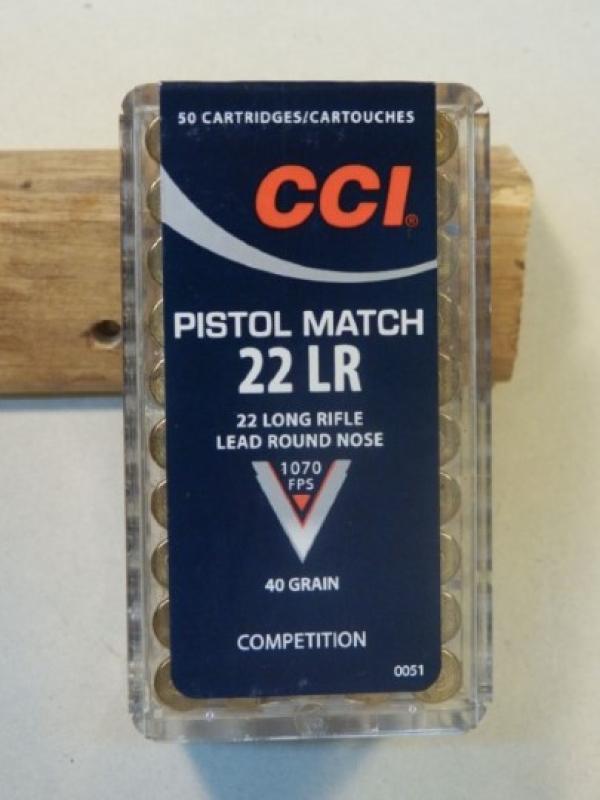 50 CARTRIDGES/CARTOUCHES
CCI®
PISTOL MATCH
22 LR
22 LONG RIFLE
LEAD ROUND NOSE
1070
FPS
40 GRAIN
COMPETITION
0051